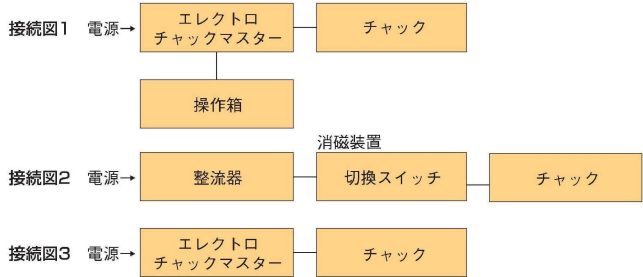 接続図1 電源→ エレクトロ チャック
チャックマスター
操作箱
消磁装置
接続図2 電源→ 整流器 切換スイッチ チャック
接続図3 電源→ エレクトロ チャック
チャックマスター